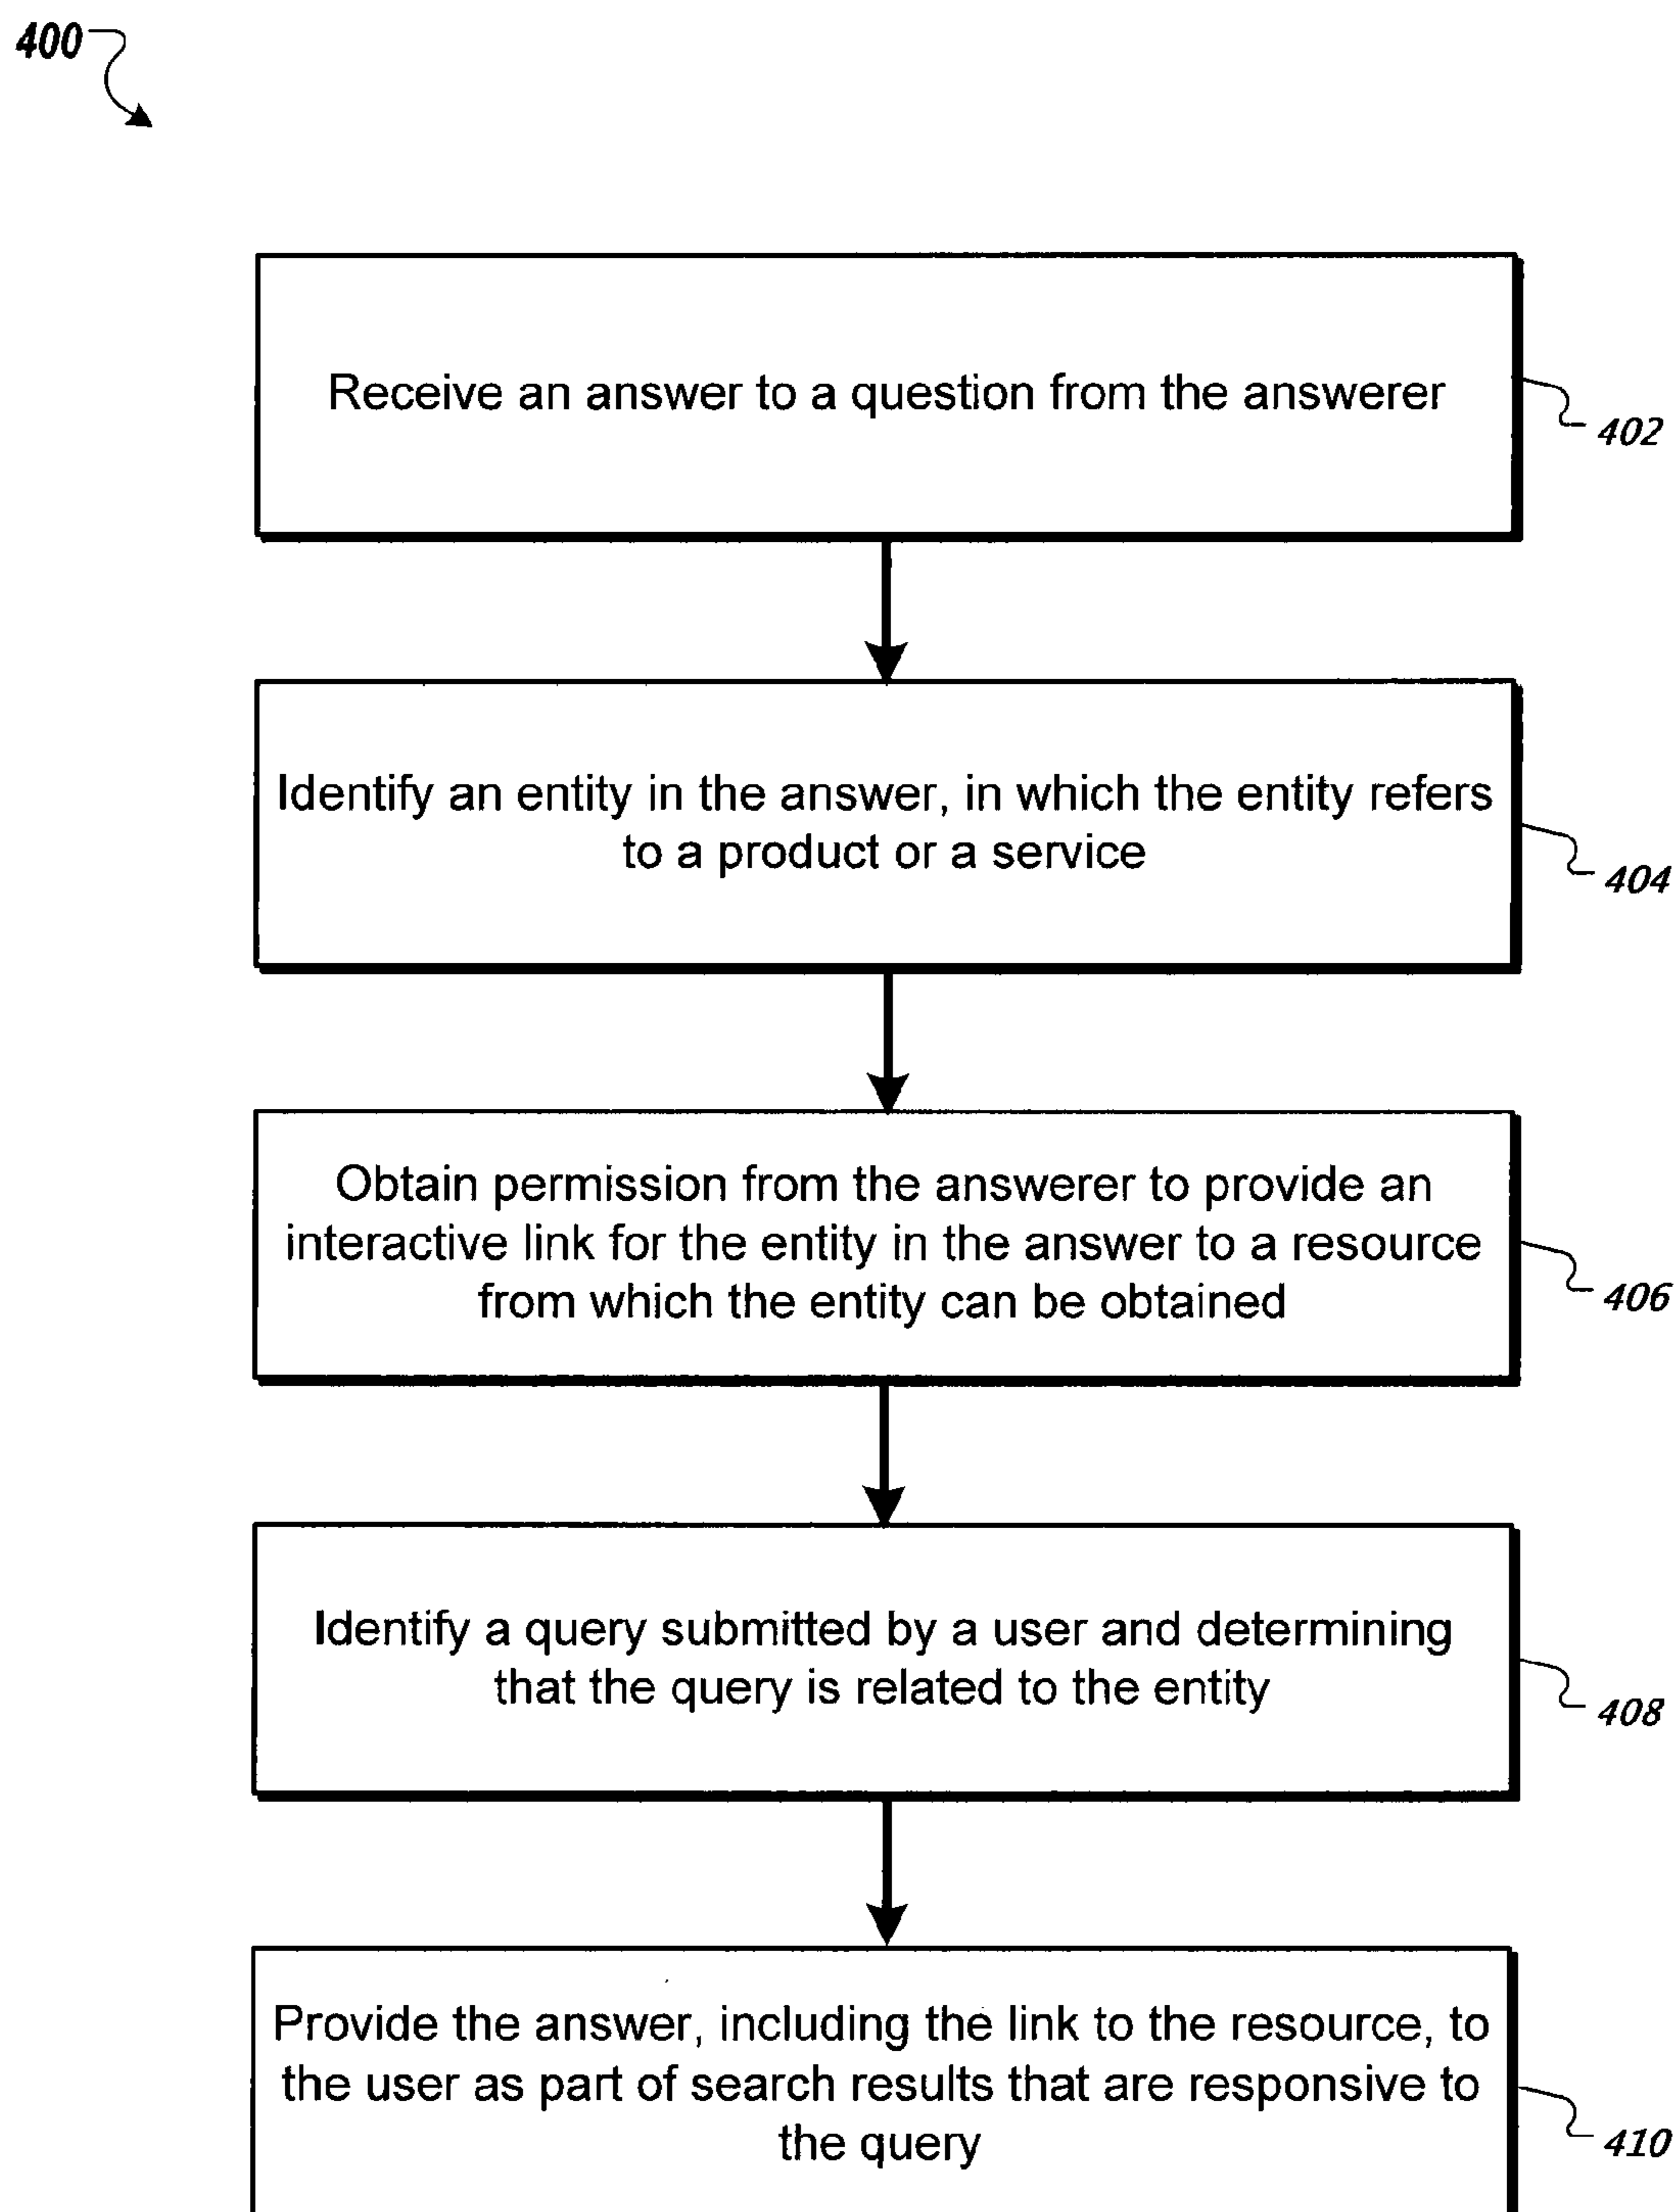 400
Receive an answer to a question from the answerer
402
Identify an entity in the answer, in which the entity refers
to a product or a service
404
Obtain permission from the answerer to provide an
interactive link for the entity in the answer to a resource
from which the entity can be obtained
406
Identify a query submitted by a user and determining
that the query is related to the entity
408
Provide the answer, including the link to the resource, to
the user as part of search results that are responsive to
the query
410